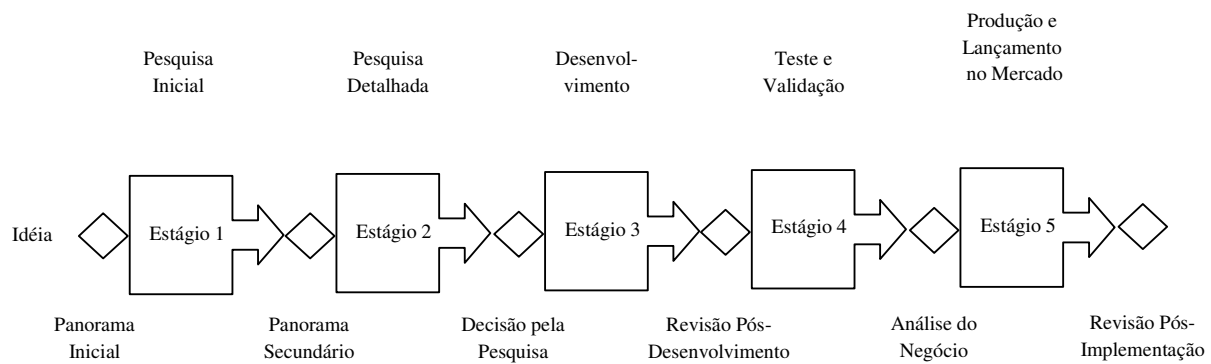 Pesquisa
Inicial
Pesquisa
Detalhada
Desenvol-
vimento
Teste e
Validação
Produção e
Lançamento
no Mercado
Idéia
Estágio 1
Estágio 2
Estágio 3
Estágio 4
Estágio 5
Panorama
Inicial
Panorama
Secundário
Decisão pela
Pesquisa
Revisão Pós-
Desenvolvimento
Análise do
Negócio
Revisão Pós-
Implementação